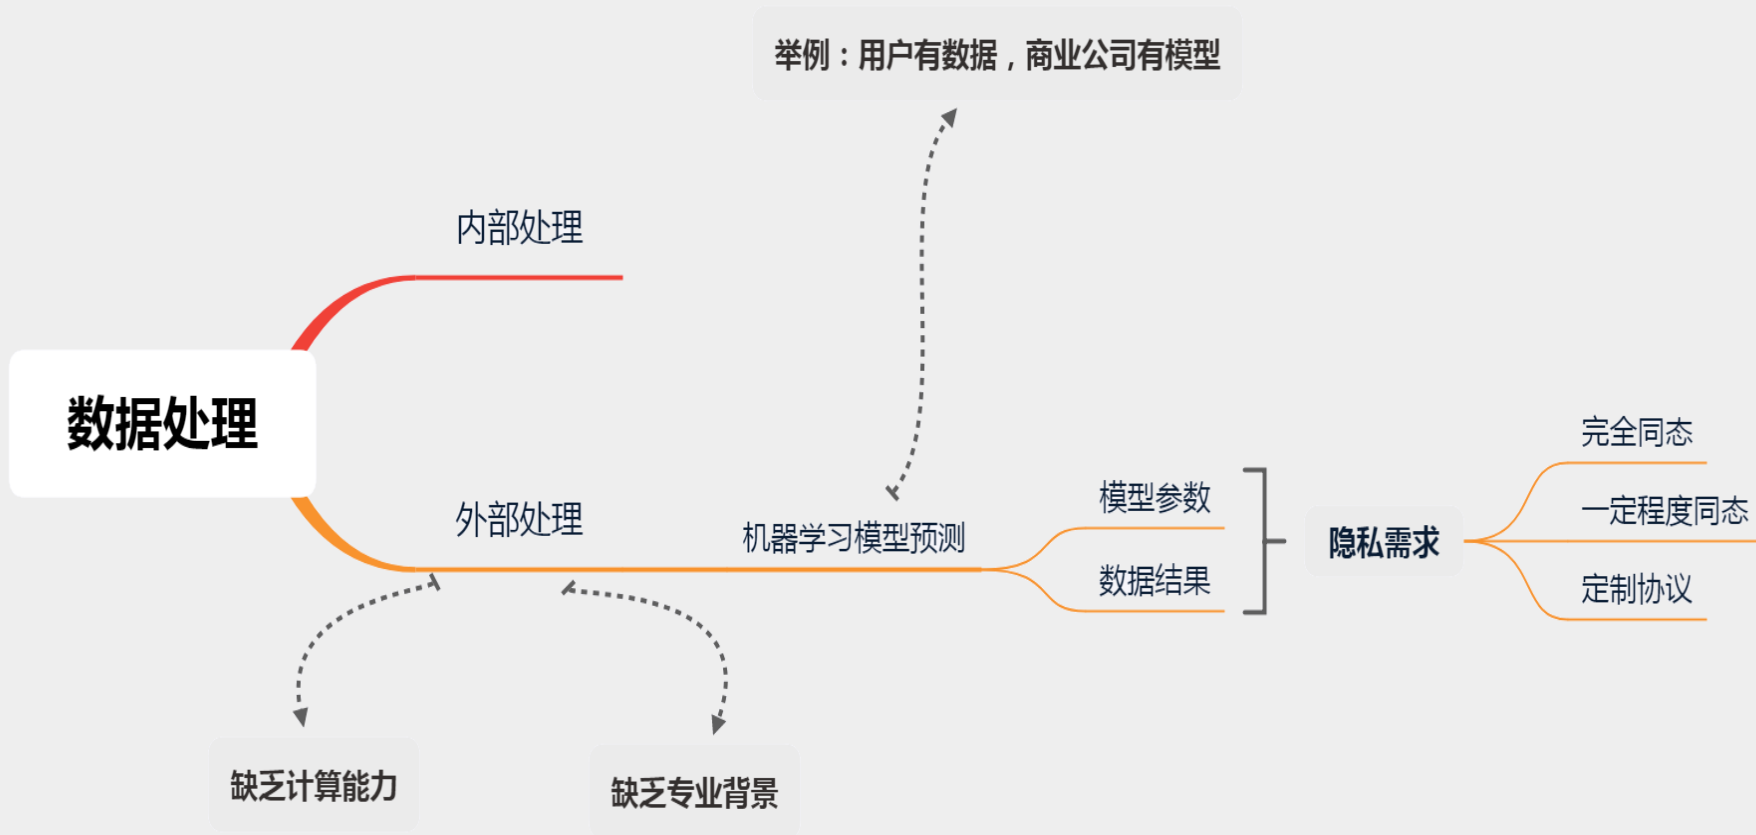 举例：用户有数据，商业公司有模型
内部处理
数据处理
外部处理
机器学习模型预测
模型参数
数据结果
隐私需求
完全同态
一定程度同态
定制协议
缺乏计算能力
缺乏专业背景